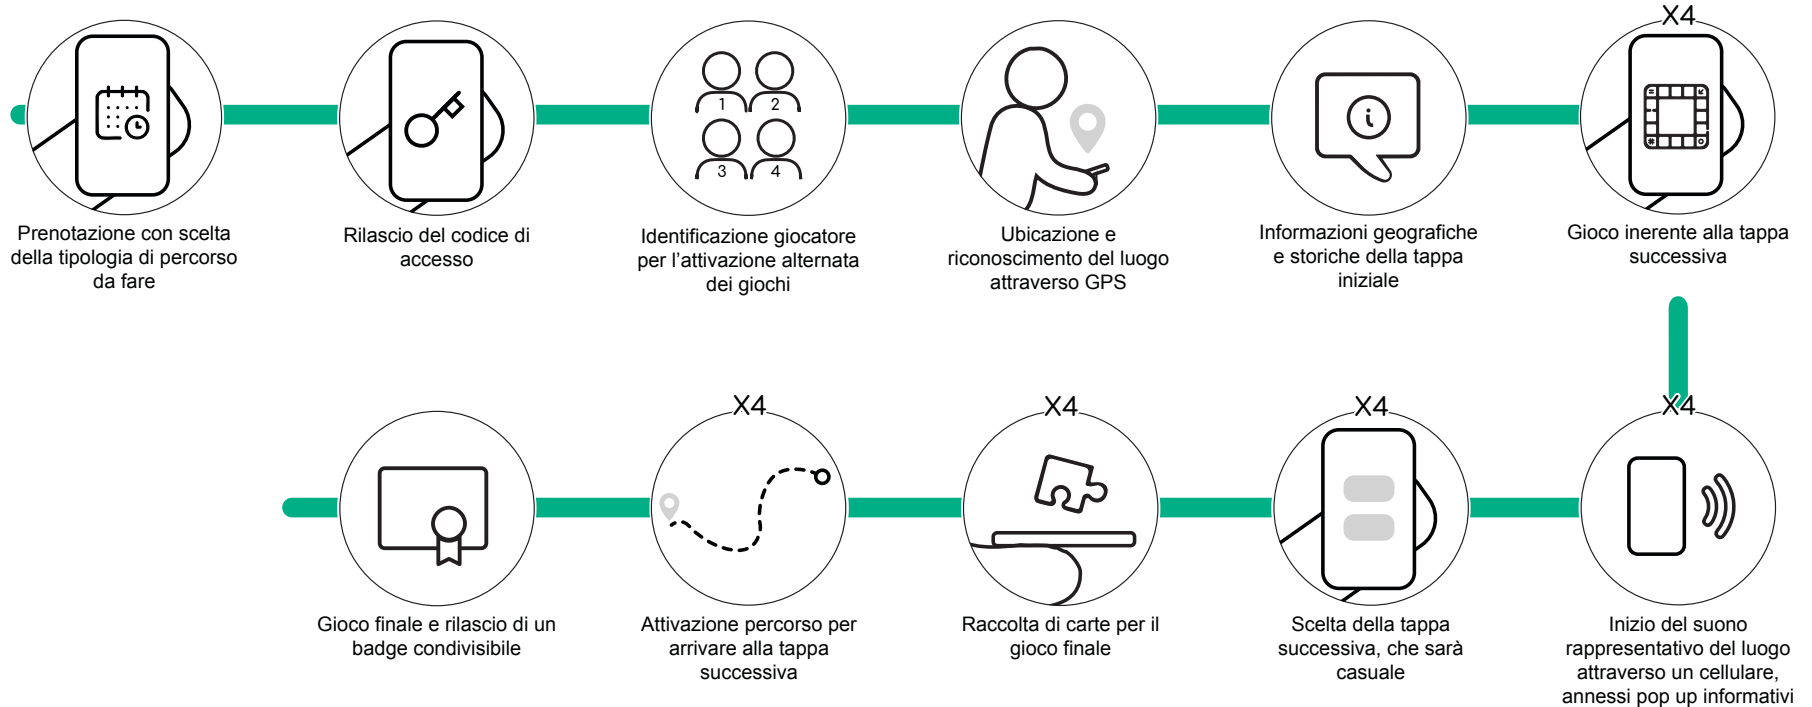 Prenotazione con scelta
della tipologia di percorso
da fare
Rilascio del codice di
accesso
1 2
3 4
Identificazione giocatore
per l'attivazione alternata
dei giochi
Ubicazione e
riconoscimento del luogo
attraverso GPS
i
Informazioni geografiche
e storiche della tappa
iniziale
X4
Gioco inerente alla tappa
successiva
X4
Inizio del suono
rappresentativo del luogo
attraverso un cellulare,
annessi pop up informativi
X4
Scelta della tappa
successiva, che sarà
casuale
X4
Raccolta di carte per il
gioco finale
X4
Attivazione percorso per
arrivare alla tappa
successiva
Gioco finale e rilascio di un
badge condivisibile